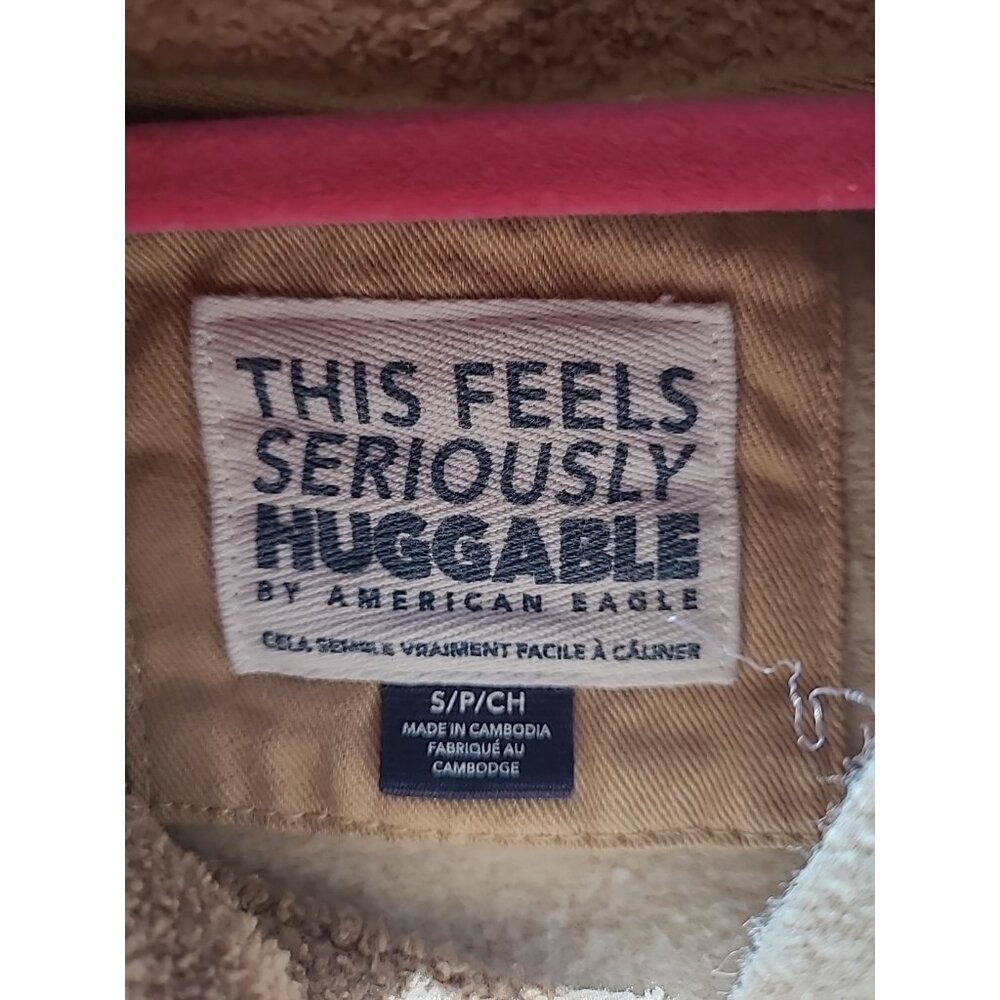 THIS FEELS
SERIOUSLY
HUGGABLE
BY AMERICAN EAGLE
CELA SEMBLE VRAIMENT FACILE À CÂLINER
S/P/CH
MADE IN CAMBODIA
FABRIQUÉ AU
CAMBODGE